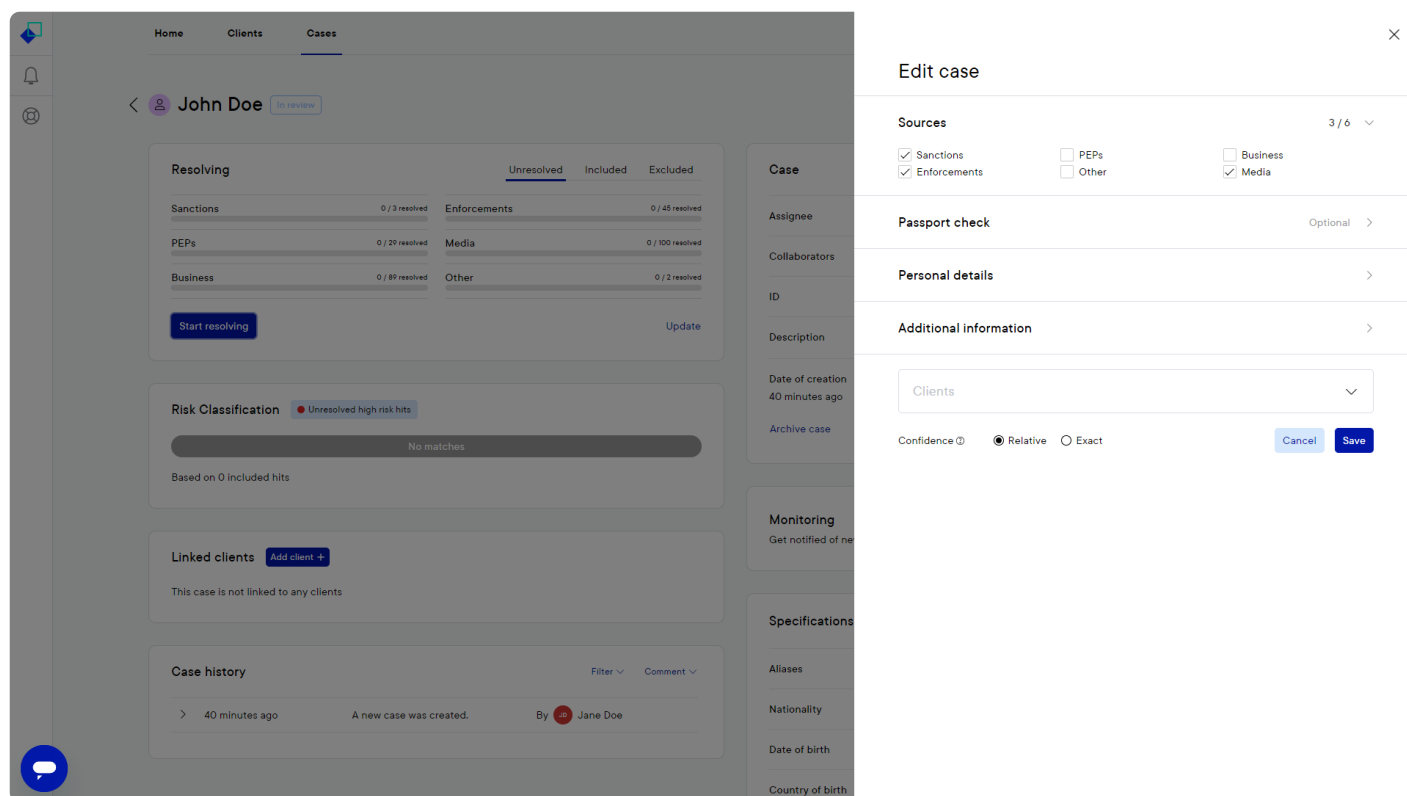 Home Clients Cases
John Doe In review
Resolving Unresolved Included Excluded
Sanctions 0 / 3 resolved Enforcements 0 / 45 resolved
PEPs 0 / 29 resolved Media 0 / 100 resolved
Business 0 / 89 resolved Other 0 / 2 resolved
Start resolving Update
Risk Classification Unresolved high risk hits
No matches
Based on 0 included hits
Linked clients Add client +
This case is not linked to any clients
Case history Filter Comment
40 minutes ago A new case was created. By JD Jane Doe
Case
Assignee
Collaborators
ID
Description
Date of creation
40 minutes ago
Archive case
Monitoring
Get notified of ne
Specifications
Aliases
Nationality
Date of birth
Country of birth
Edit case
Sources 3 / 6
Sanctions PEPs Business
Enforcements Other Media
Passport check Optional
Personal details
Additional information
Clients
Confidence Relative Exact Cancel Save